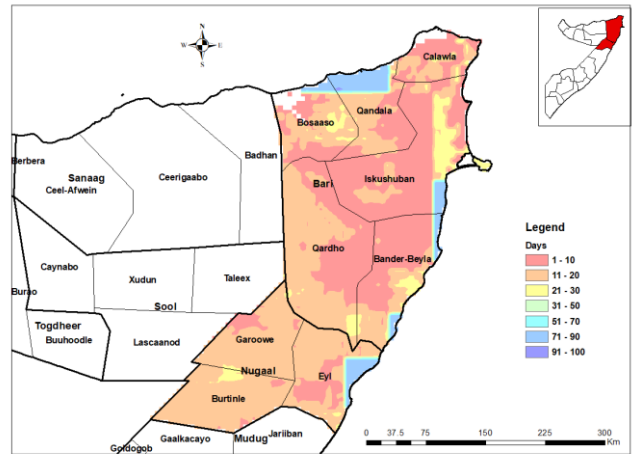 N
W E
S
Calawla
Qandala
Bosaaso
Berbera
Badhan
Sanaag
Ceerigaabo
Ceel-Afwein
Bari
Iskushuban
Qardho
Bander-Beyla
Caynabo
Xudun
Taleex
Burao
Sool
Togdheer
Buuhoodle
Lascaanod
Garoowe
Nugaal
Eyl
Burtinle
Gaalkacayo
Mudug
Jariiban
Goldogob
Legend
Days
1 - 10
11 - 20
21 - 30
31 - 50
51 - 70
71 - 90
91 - 100
0 37.5 75 150 225 300
Km